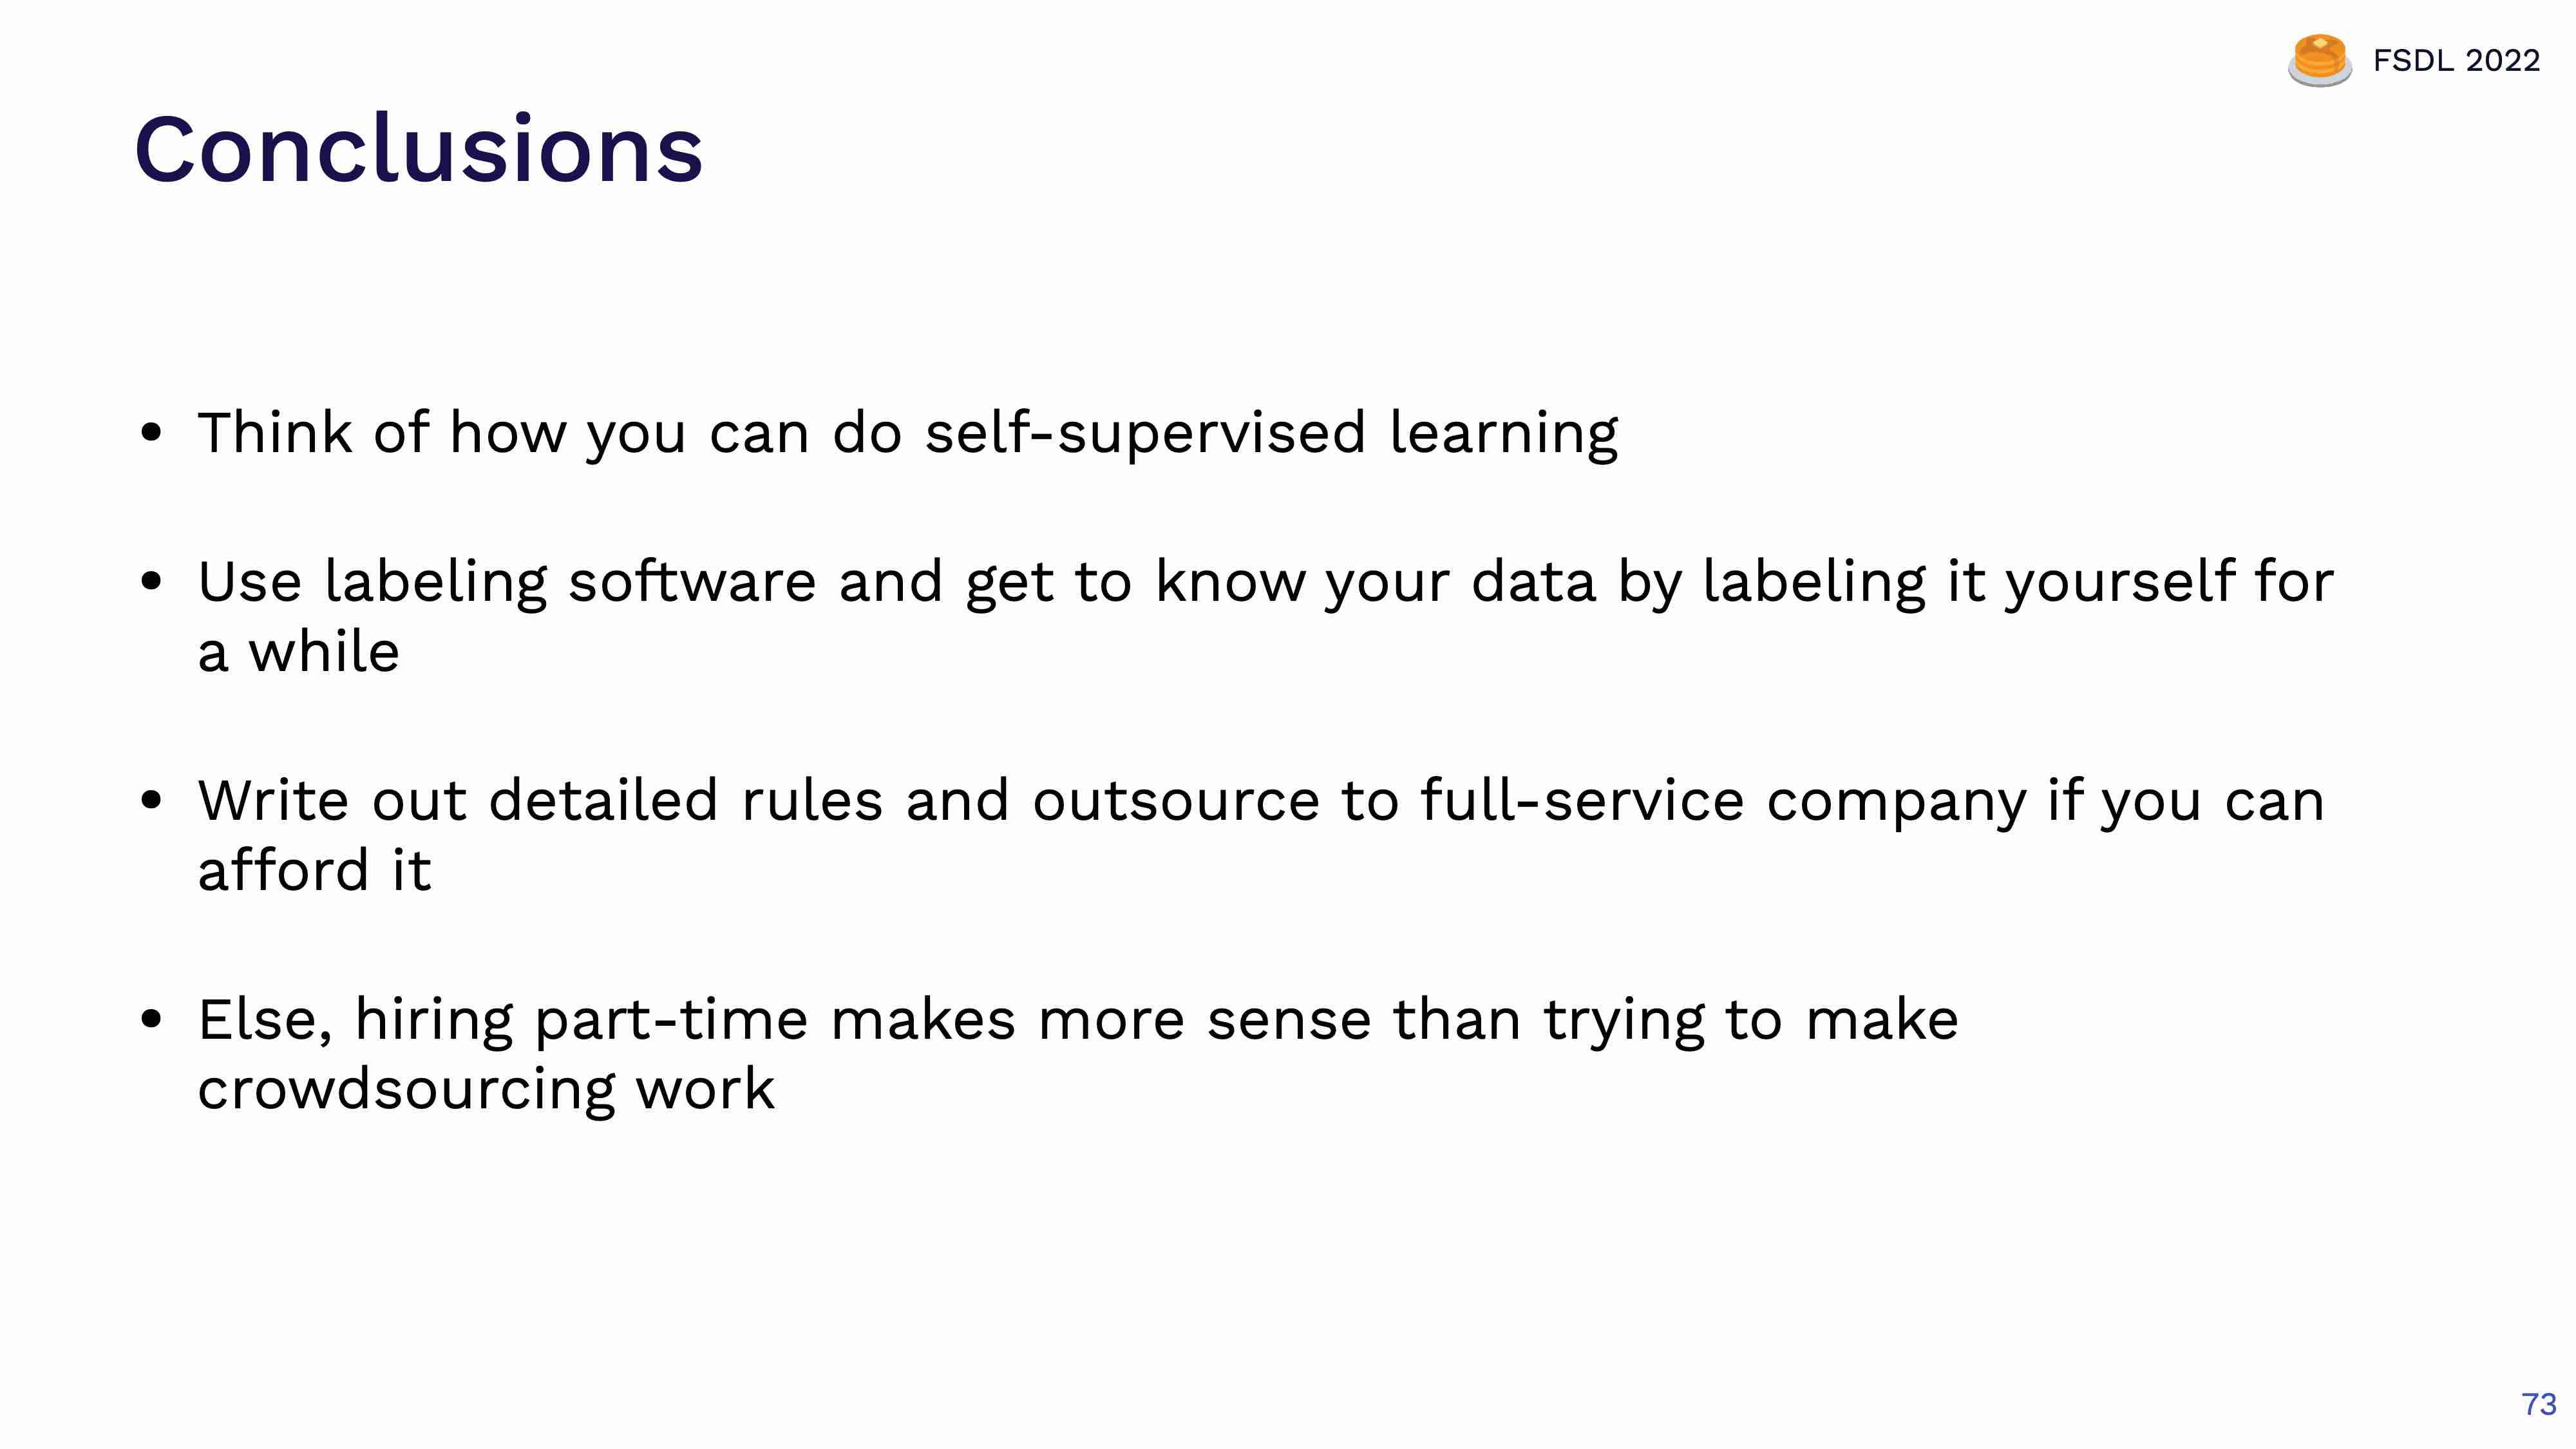 FSDL 2022
Conclusions
• Think of how you can do self-supervised learning
• Use labeling software and get to know your data by labeling it yourself for
a while
• Write out detailed rules and outsource to full-service company if you can
afford it
• Else, hiring part-time makes more sense than trying to make
crowdsourcing work
73